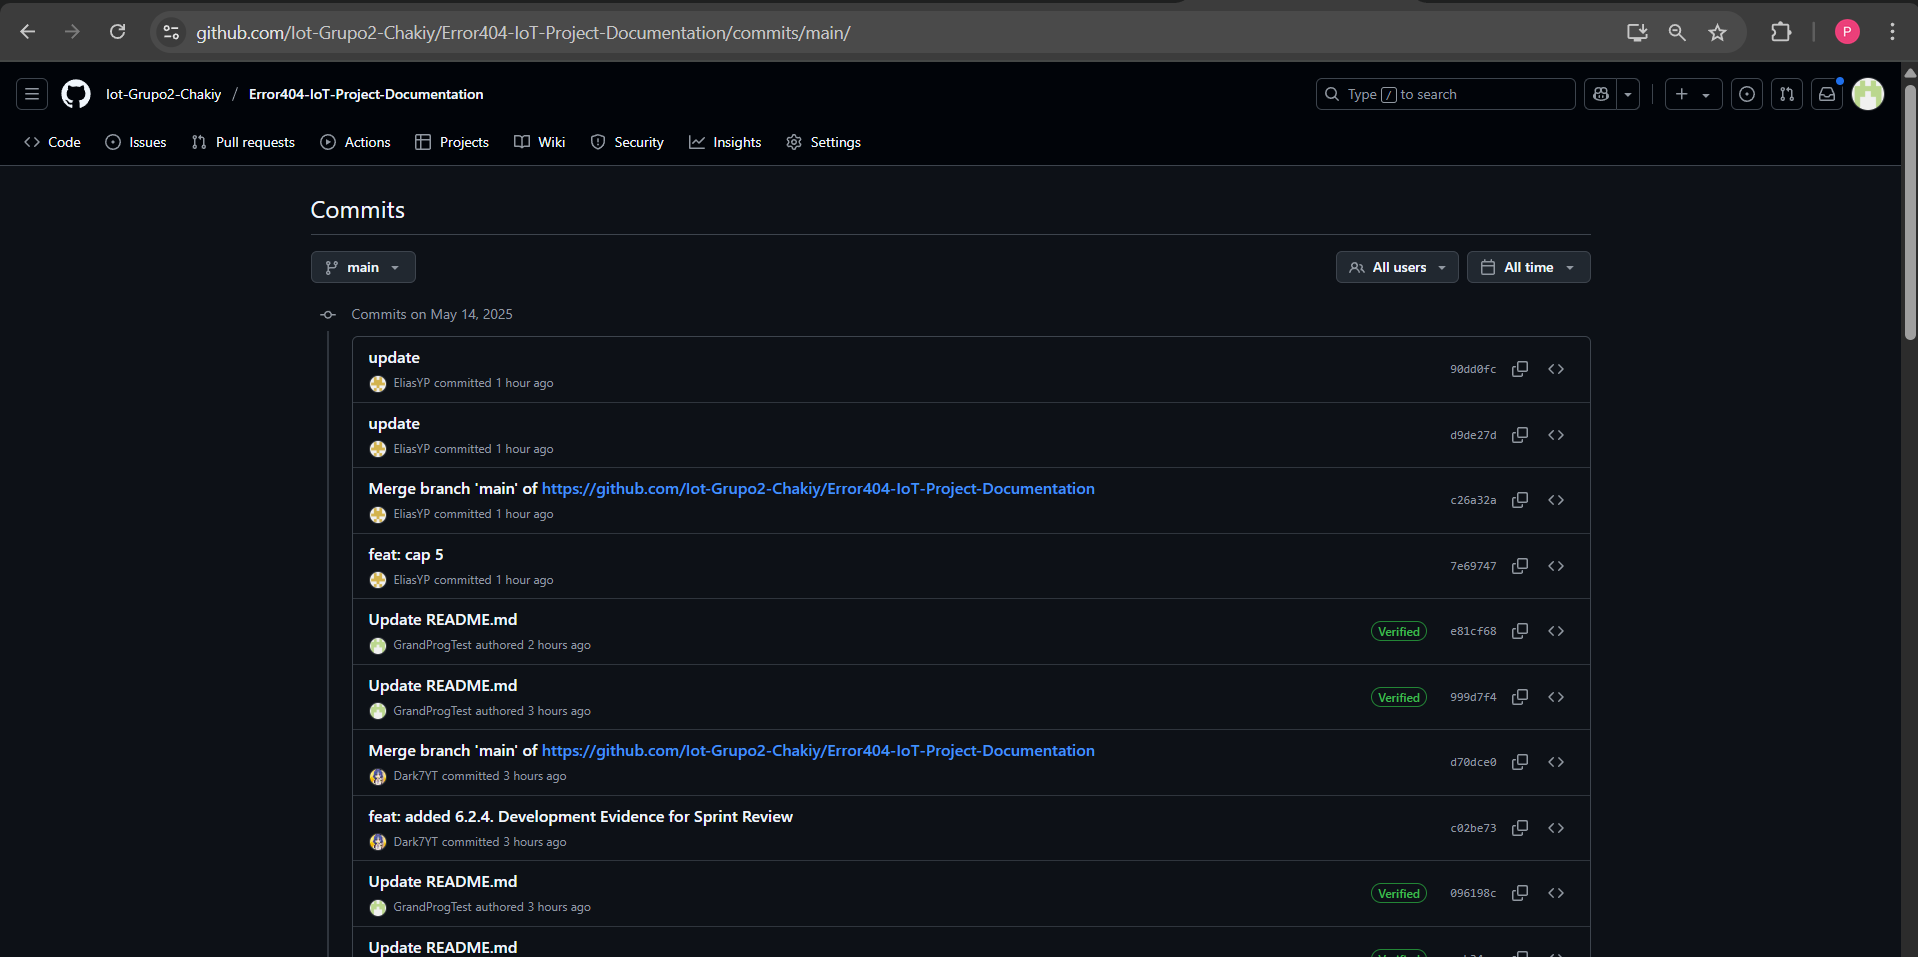 github.com/Iot-Grupo2-Chakiy/Error404-IoT-Project-Documentation/commits/main/
P
Iot-Grupo2-Chakiy / Error404-IoT-Project-Documentation
Type / to search
Code Issues Pull requests Actions Projects Wiki Security Insights Settings
Commits
main All users All time
Commits on May 14, 2025
update
EliasYP committed 1 hour ago
90dd0fc
update
EliasYP committed 1 hour ago
d9de27d
Merge branch 'main' of https://github.com/Iot-Grupo2-Chakiy/Error404-IoT-Project-Documentation
EliasYP committed 1 hour ago
c26a32a
feat: cap 5
EliasYP committed 1 hour ago
7e69747
Update README.md
GrandProgTest authored 2 hours ago
Verified e81cf68
Update README.md
GrandProgTest authored 3 hours ago
Verified 999d7f4
Merge branch 'main' of https://github.com/Iot-Grupo2-Chakiy/Error404-IoT-Project-Documentation
Dark7YT committed 3 hours ago
d70dce0
feat: added 6.2.4. Development Evidence for Sprint Review
Dark7YT committed 3 hours ago
c02be73
Update README.md
GrandProgTest authored 3 hours ago
Verified 096198c
Update README.md